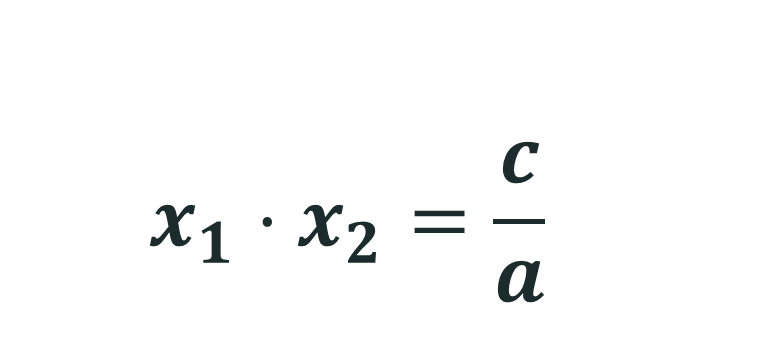 x₁ · x₂ = c/a